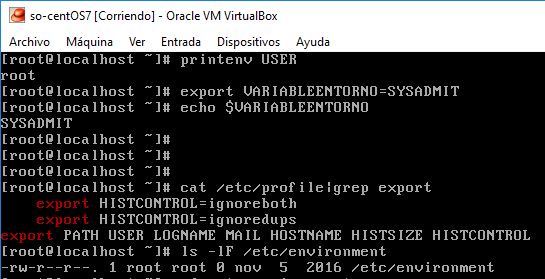 so-centOS7 [Corriendo] - Oracle VM VirtualBox
Archivo Máquina Ver Entrada Dispositivos Ayuda
[root@localhost ~]# printenv USER
root
[root@localhost ~]# export VARIABLEENTORNO=SYSADMIT
[root@localhost ~]# echo $VARIABLEENTORNO
SYSADMIT
[root@localhost ~]#
[root@localhost ~]#
[root@localhost ~]#
[root@localhost ~]# cat /etc/profile|grep export
export HISTCONTROL=ignoreboth
export HISTCONTROL=ignoredups
export PATH USER LOGNAME MAIL HOSTNAME HISTSIZE HISTCONTROL
[root@localhost ~]# ls -lF /etc/environment
-rw-r--r--. 1 root root 0 nov 5 2016 /etc/environment
[root@localhost ~]#